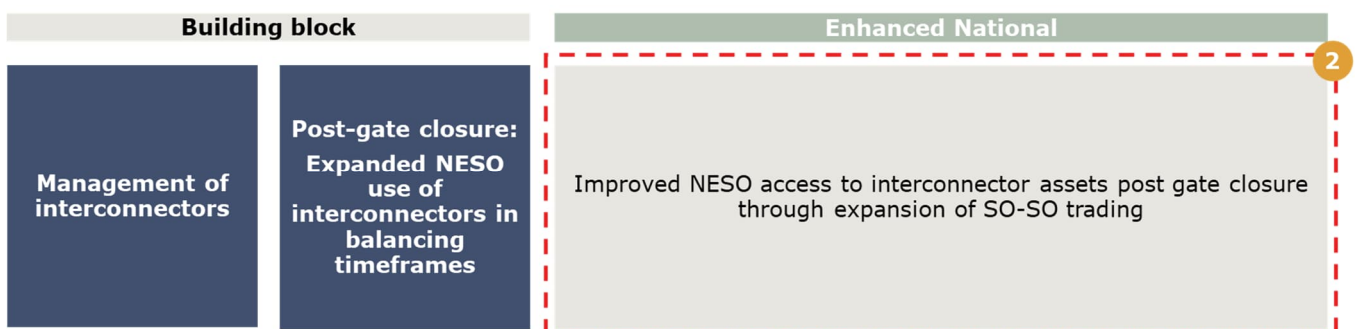 Building block
Enhanced National
2
Management of
interconnectors
Post-gate closure:
Expanded NESO
use of
interconnectors in
balancing
timeframes
Improved NESO access to interconnector assets post gate closure
through expansion of SO-SO trading